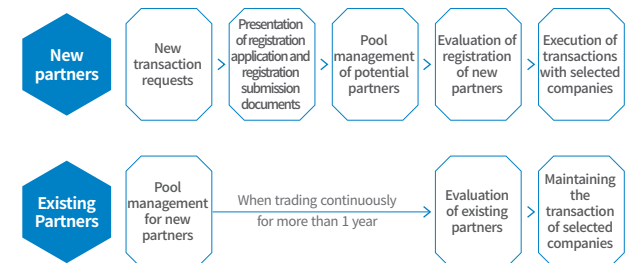 New
partners
New
transaction
requests
Presentation
of registration
application and
registration
submission
documents
Pool
management
of potential
partners
Evaluation of
registration
of new
partners
Execution of
transactions
with selected
companies
Existing
Partners
Pool
management
for new
partners
When trading continuously
for more than 1 year
Evaluation
of existing
partners
Maintaining
the
transaction
of selected
companies